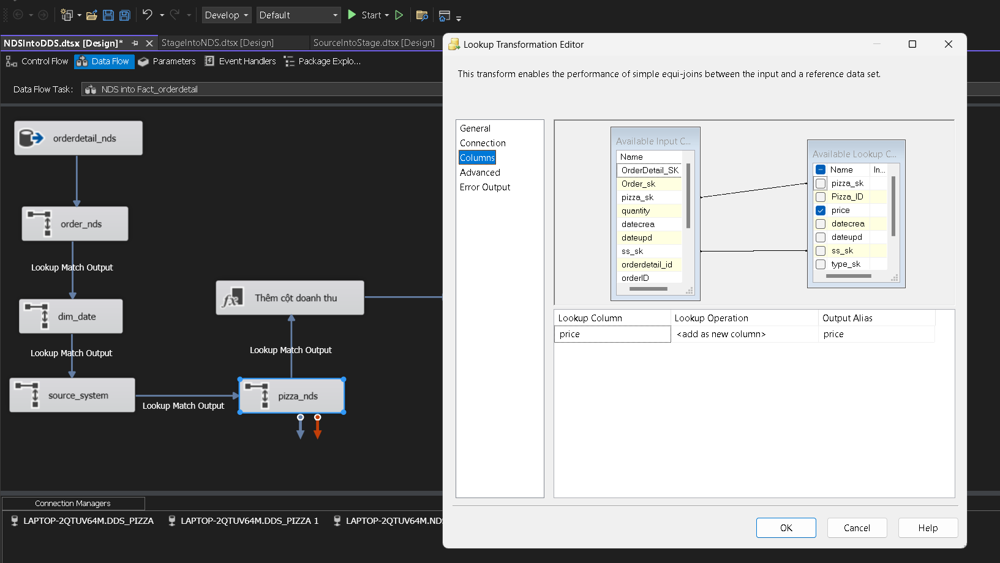 Develop
Default
Start
NDSIntoDDS.dtsx [Design]*
StageIntoNDS.dtsx [Design]
SourceIntoStage.dtsx [Design]
Control Flow
Data Flow
Parameters
Event Handlers
Package Explo...
Data Flow Task:
NDS into Fact_orderdetail
orderdetail_nds
order_nds
Lookup Match Output
dim_date
Lookup Match Output
source_system
Lookup Match Output
pizza_nds
Lookup Match Output
fx
Thêm cột doanh thu
Connection Managers
LAPTOP-2QTUV64M.DDS_PIZZA
LAPTOP-2QTUV64M.DDS_PIZZA 1
LAPTOP-2QTUV64M.NDS
Lookup Transformation Editor
This transform enables the performance of simple equi-joins between the input and a reference data set.
General
Connection
Columns
Advanced
Error Output
Available Input C...
Name
OrderDetail_SK
Order_sk
pizza_sk
quantity
datecrea
dateupd
ss_sk
orderdetail_id
orderID
Available Lookup C...
Name In...
pizza_sk
Pizza_ID
price
datecrea
dateupd
ss_sk
type_sk
Lookup Column Lookup Operation Output Alias
price <add as new column> price
OK
Cancel
Help